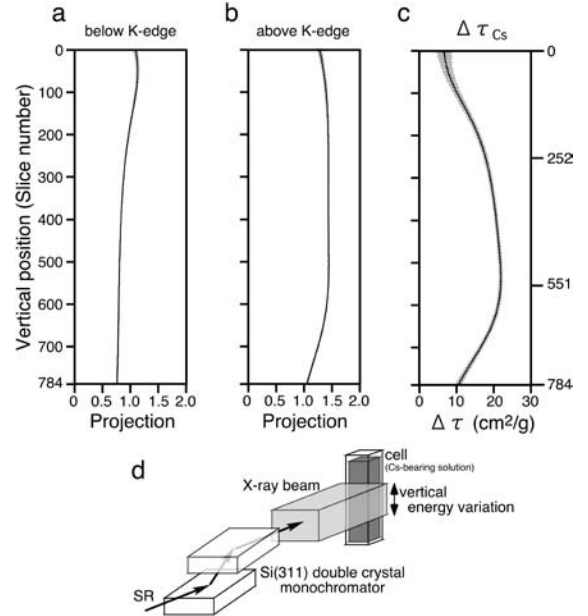 a
below K-edge
b
above K-edge
c
Δ τ Cs
Vertical position (Slice number)
0
100
200
300
400
500
600
700
784
0 0.5 1.0 1.5 2.0
Projection
0 0.5 1.0 1.5 2.0
Projection
0
252
551
784
0 10 20 30
Δ τ (cm2/g)
d
cell
(Cs-bearing solution)
X-ray beam
vertical
energy variation
Si(311) double crystal
monochromator
SR